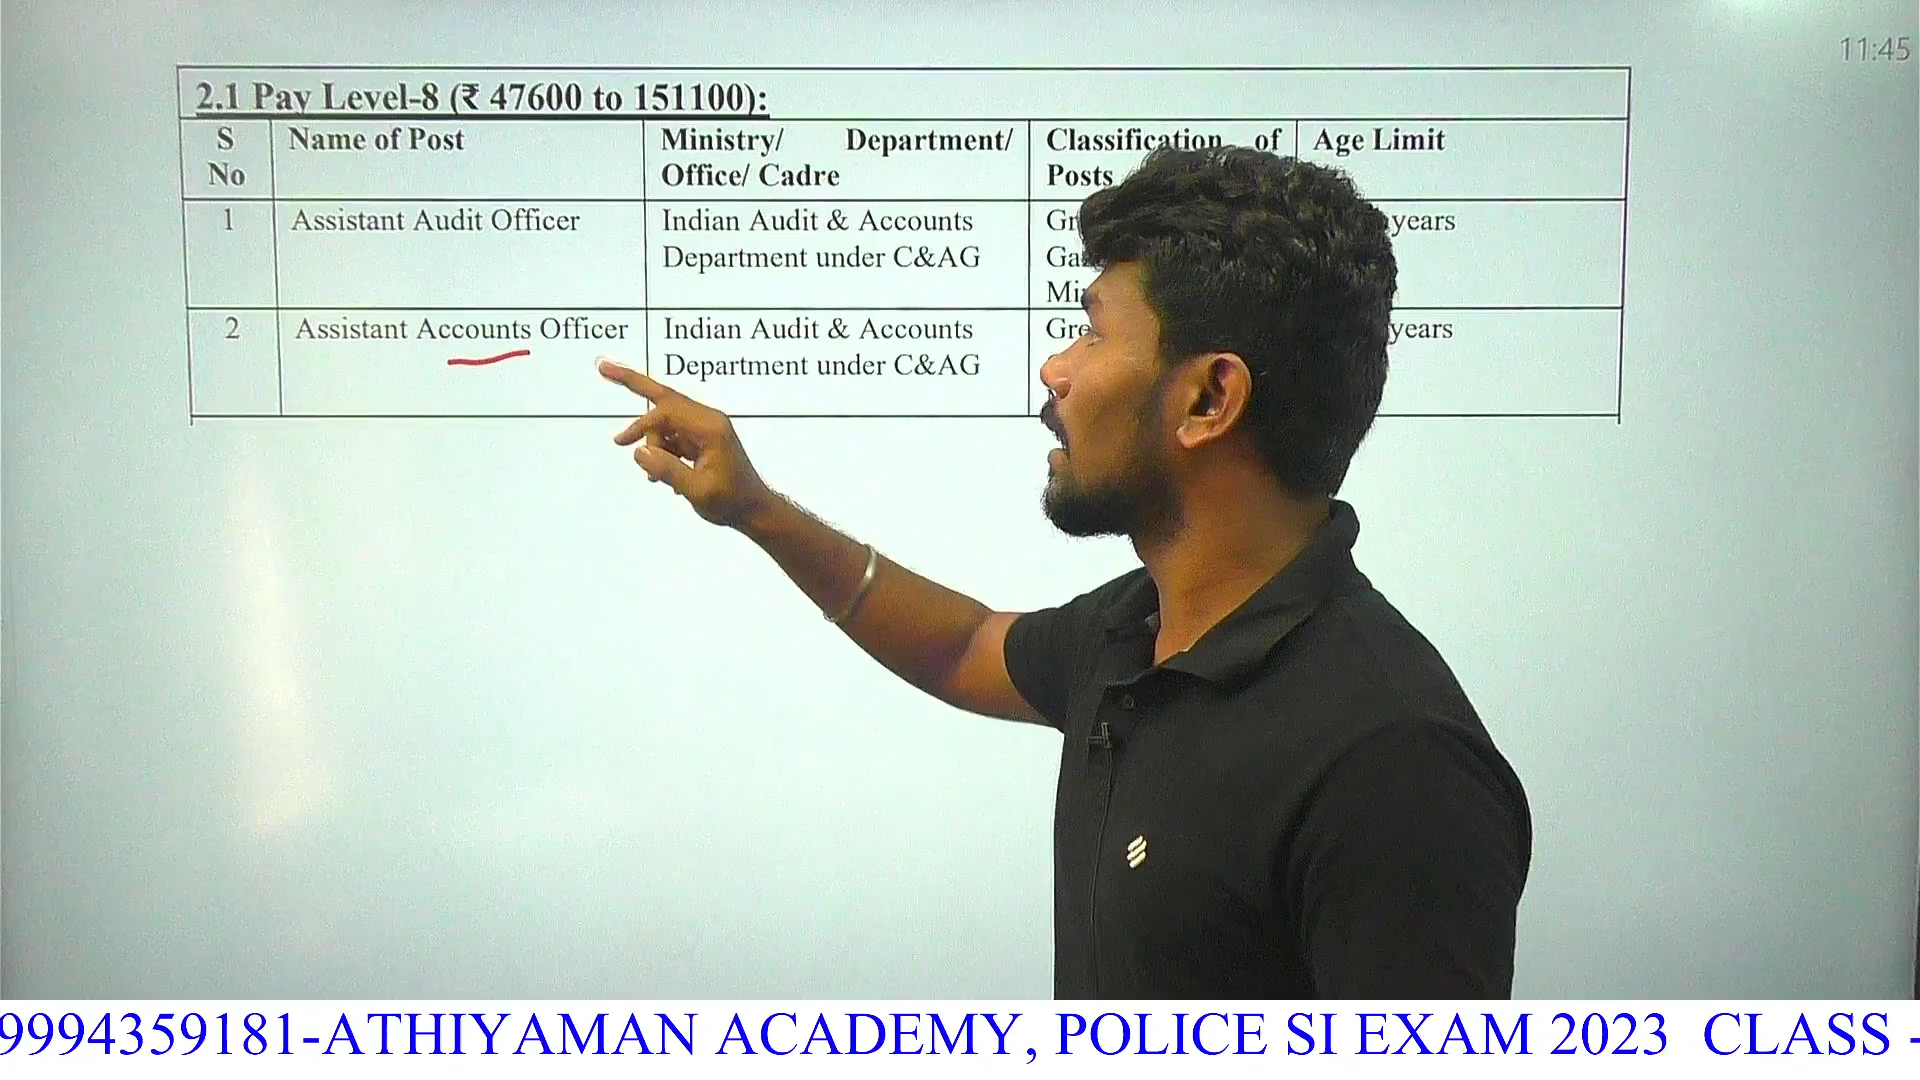 11:45
2.1 Pay Level-8 (₹ 47600 to 151100):
S No
Name of Post
Ministry/ Department/
Office/ Cadre
Classification of
Posts
Age Limit
1
Assistant Audit Officer
Indian Audit & Accounts
Department under C&AG
years
2
Assistant Accounts Officer
Indian Audit & Accounts
Department under C&AG
years
9994359181-ATHIYAMAN ACADEMY, POLICE SI EXAM 2023 CLASS -